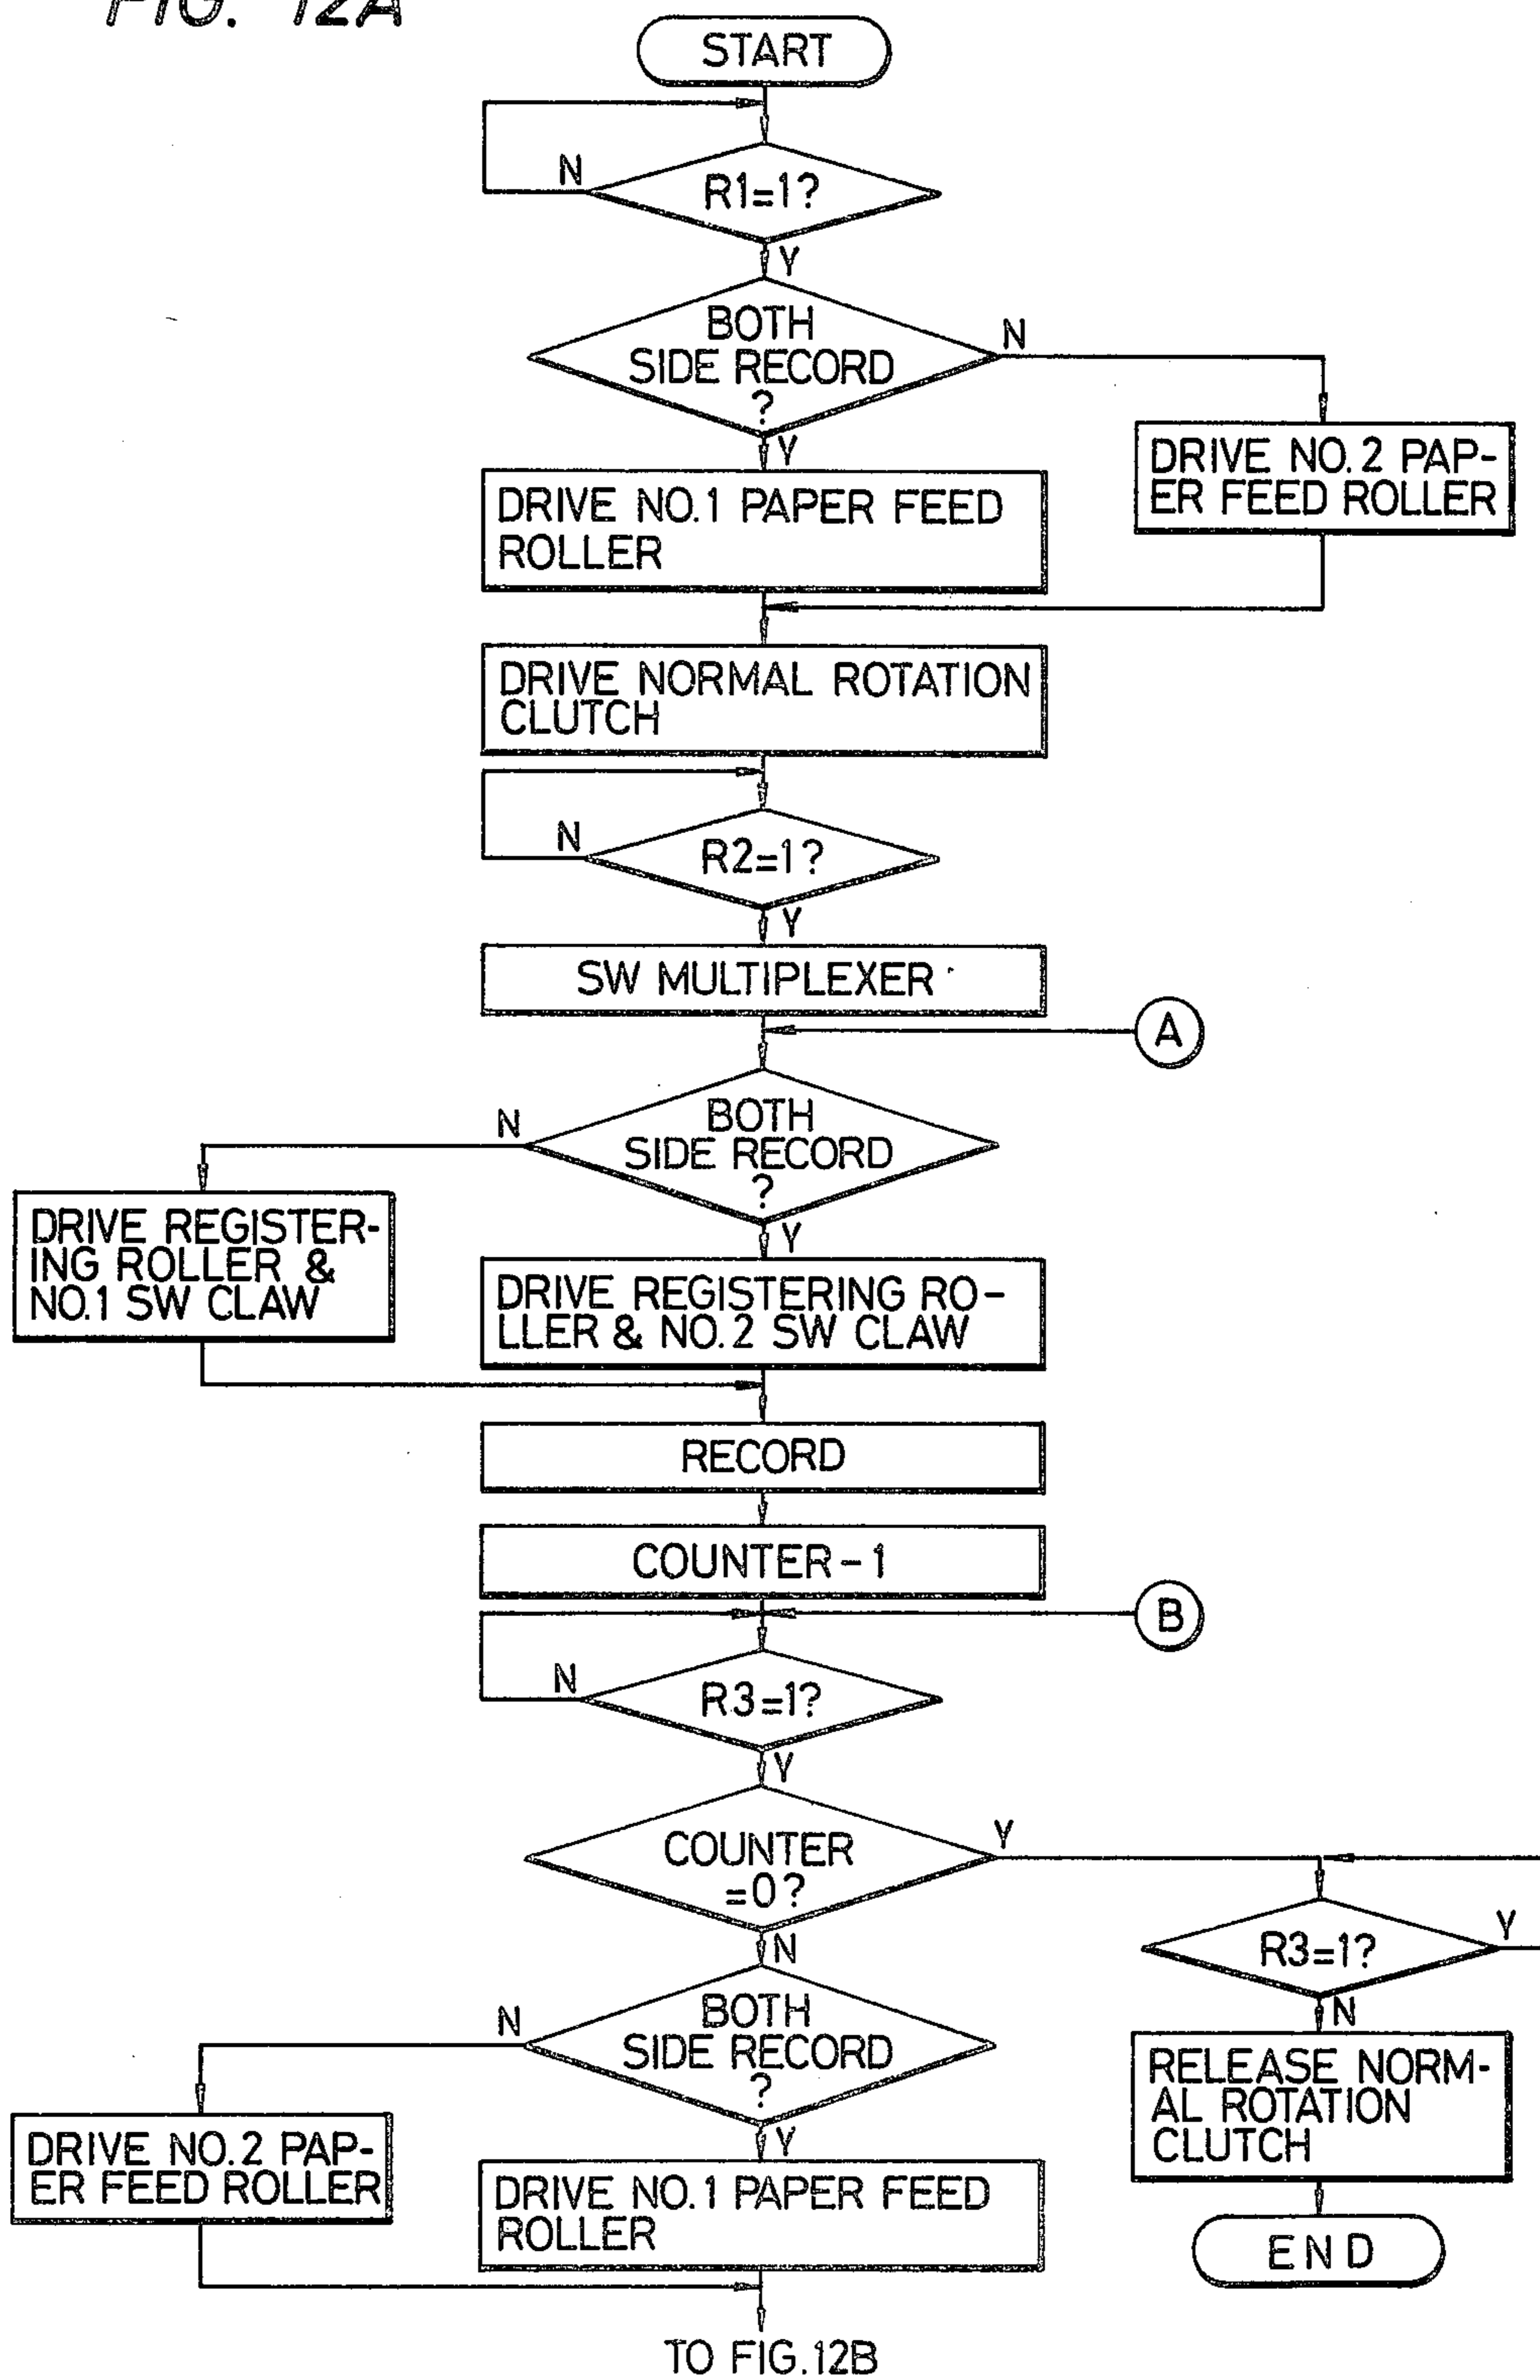 FIG. 12A
START
N
R1=1?
Y
BOTH
SIDE RECORD
?
N
Y
DRIVE NO.2 PAP-
ER FEED ROLLER
DRIVE NO.1 PAPER FEED
ROLLER
DRIVE NORMAL ROTATION
CLUTCH
N
R2=1?
Y
SW MULTIPLEXER
A
BOTH
SIDE RECORD
?
N
Y
DRIVE REGISTER-
ING ROLLER &
NO.1 SW CLAW
DRIVE REGISTERING RO-
LLER & NO.2 SW CLAW
RECORD
COUNTER-1
B
N
R3=1?
Y
COUNTER
=0?
Y
N
R3=1?
Y
N
BOTH
SIDE RECORD
?
N
Y
RELEASE NORM-
AL ROTATION
CLUTCH
DRIVE NO.2 PAP-
ER FEED ROLLER
DRIVE NO.1 PAPER FEED
ROLLER
END
TO FIG.12B